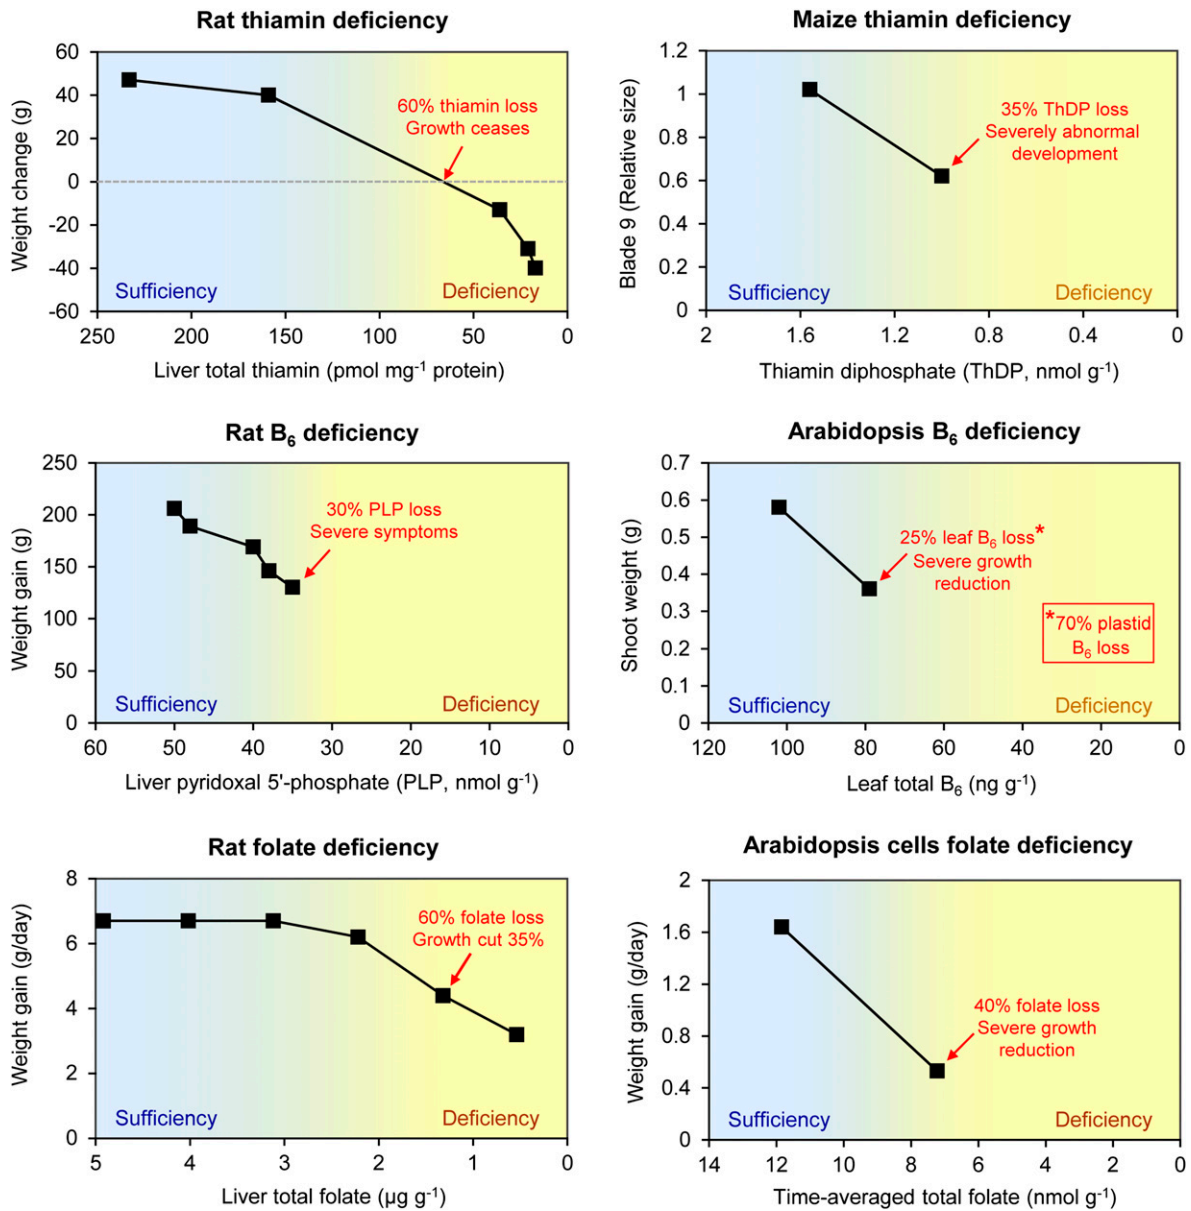 Rat thiamin deficiency
60
40
20
0
-20
-40
-60
Weight change (g)
60% thiamin loss
Growth ceases
Sufficiency
Deficiency
250
200
150
100
50
0
Liver total thiamin (pmol mg⁻¹ protein)
Maize thiamin deficiency
1.2
1
0.8
0.6
0.4
0.2
0
Blade 9 (Relative size)
35% ThDP loss
Severely abnormal
development
Sufficiency
Deficiency
2
1.6
1.2
0.8
0.4
0
Thiamin diphosphate (ThDP, nmol g⁻¹)
Rat B₆ deficiency
250
200
150
100
50
0
Weight gain (g)
30% PLP loss
Severe symptoms
Sufficiency
Deficiency
60
50
40
30
20
10
0
Liver pyridoxal 5'-phosphate (PLP, nmol g⁻¹)
Arabidopsis B₆ deficiency
0.7
0.6
0.5
0.4
0.3
0.2
0.1
0
Shoot weight (g)
25% leaf B₆ loss*
Severe growth
reduction
*70% plastid
B₆ loss
Sufficiency
Deficiency
120
100
80
60
40
20
0
Leaf total B₆ (ng g⁻¹)
Rat folate deficiency
8
6
4
2
0
Weight gain (g/day)
60% folate loss
Growth cut 35%
Sufficiency
Deficiency
5
4
3
2
1
0
Liver total folate (µg g⁻¹)
Arabidopsis cells folate deficiency
2
1.6
1.2
0.8
0.4
0
Weight gain (g/day)
40% folate loss
Severe growth
reduction
Sufficiency
Deficiency
14
12
10
8
6
4
2
0
Time-averaged total folate (nmol g⁻¹)